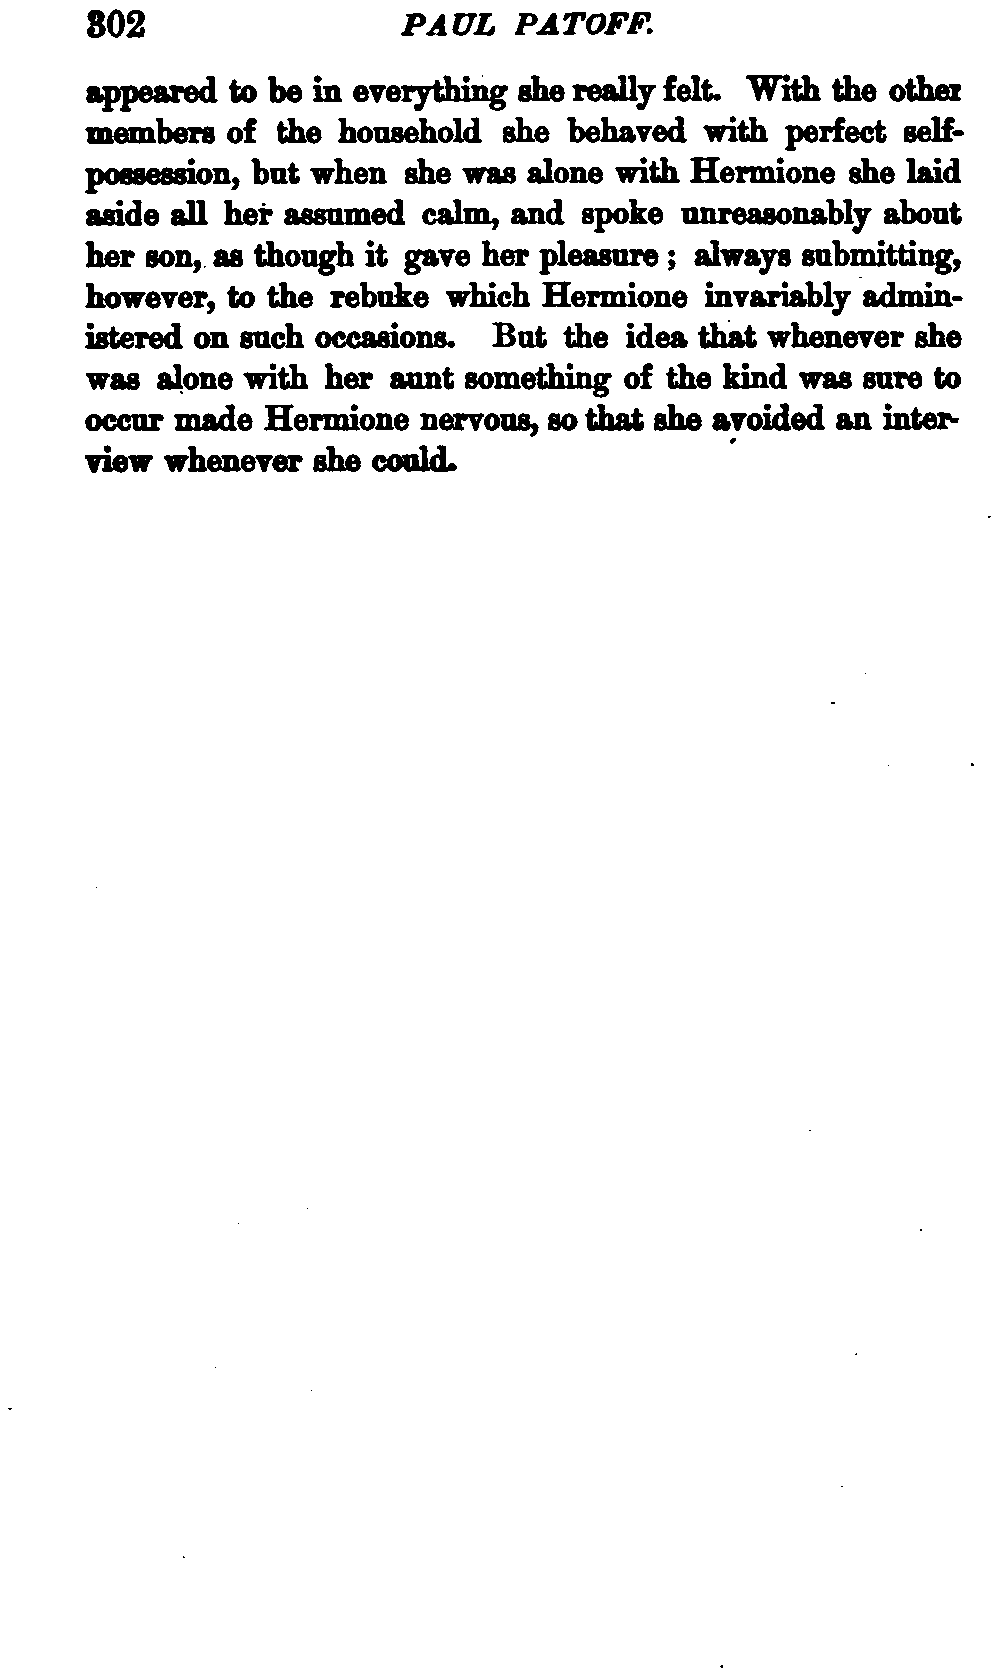 302 PAUL PATOFF.
appeared to be in everything she really felt. With the other
members of the household she behaved with perfect self-
possession, but when she was alone with Hermione she laid
aside all her assumed calm, and spoke unreasonably about
her son, as though it gave her pleasure; always submitting,
however, to the rebuke which Hermione invariably admin-
istered on such occasions. But the idea that whenever she
was alone with her aunt something of the kind was sure to
occur made Hermione nervous, so that she avoided an inter-
view whenever she could.